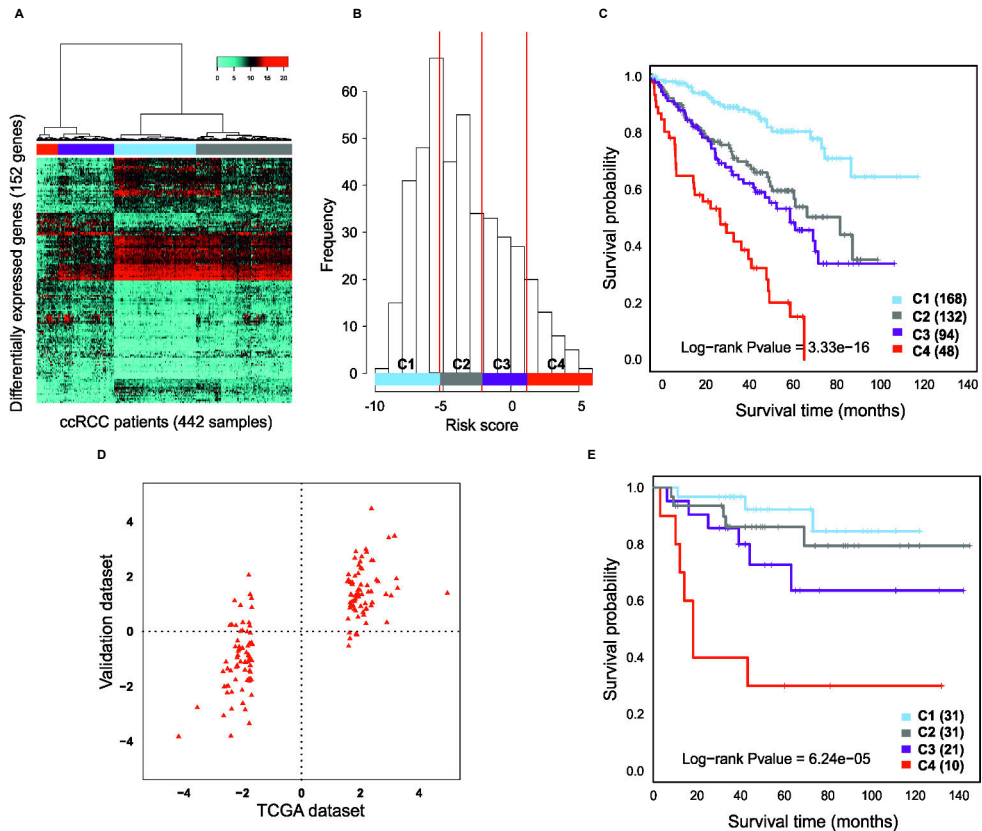 A
0 5 10 15 20
Differentially expressed genes (152 genes)
ccRCC patients (442 samples)
B
60
50
40
30
20
10
0
Frequency
C1 C2 C3 C4
-10 -5 0 5
Risk score
C
1.0
0.8
0.6
0.4
0.2
0.0
Survival probability
C1 (168)
C2 (132)
C3 (94)
C4 (48)
Log-rank Pvalue = 3.33e-16
0 20 40 60 80 100 120 140
Survival time (months)
D
4
2
0
−2
−4
Validation dataset
−4 −2 0 2 4
TCGA dataset
E
1.0
0.8
0.6
0.4
0.2
0.0
Survival probability
C1 (31)
C2 (31)
C3 (21)
C4 (10)
Log-rank Pvalue = 6.24e-05
0 20 40 60 80 100 120 140
Survival time (months)